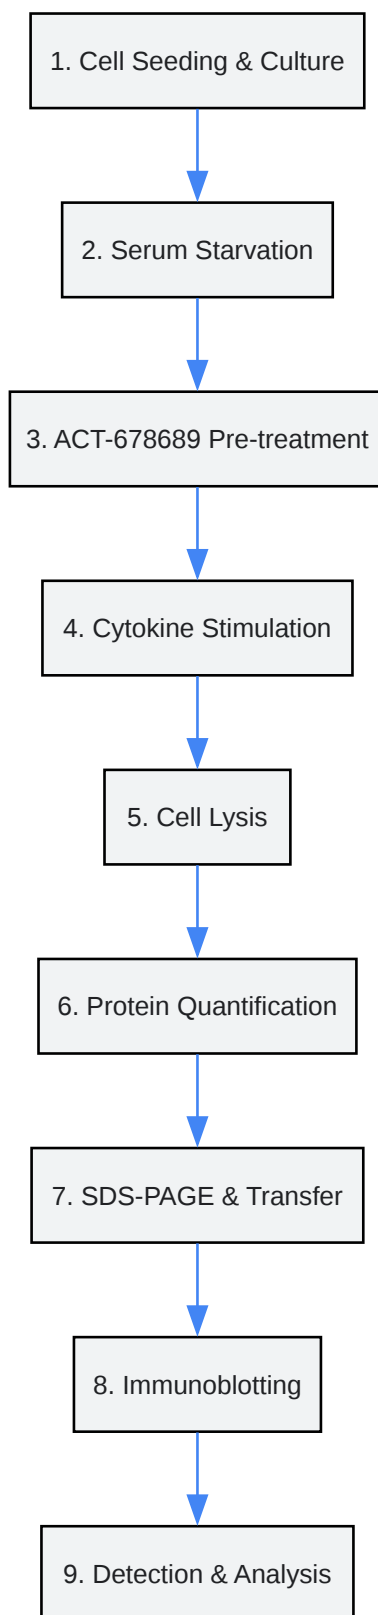 1. Cell Seeding & Culture
2. Serum Starvation
3. ACT-678689 Pre-treatment
4. Cytokine Stimulation
5. Cell Lysis
6. Protein Quantification
7. SDS-PAGE & Transfer
8. Immunoblotting
9. Detection & Analysis